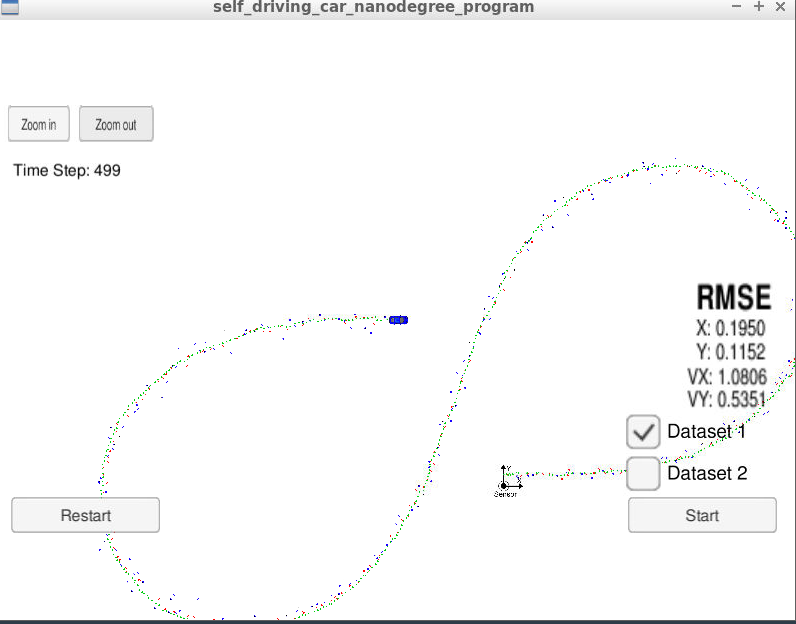 self_driving_car_nanodegree_program
Zoom in
Zoom out
Time Step: 499
RMSE
X: 0.1950
Y: 0.1152
VX: 1.0806
VY: 0.5351
Dataset 1
Dataset 2
Y
Sensor
Restart
Start